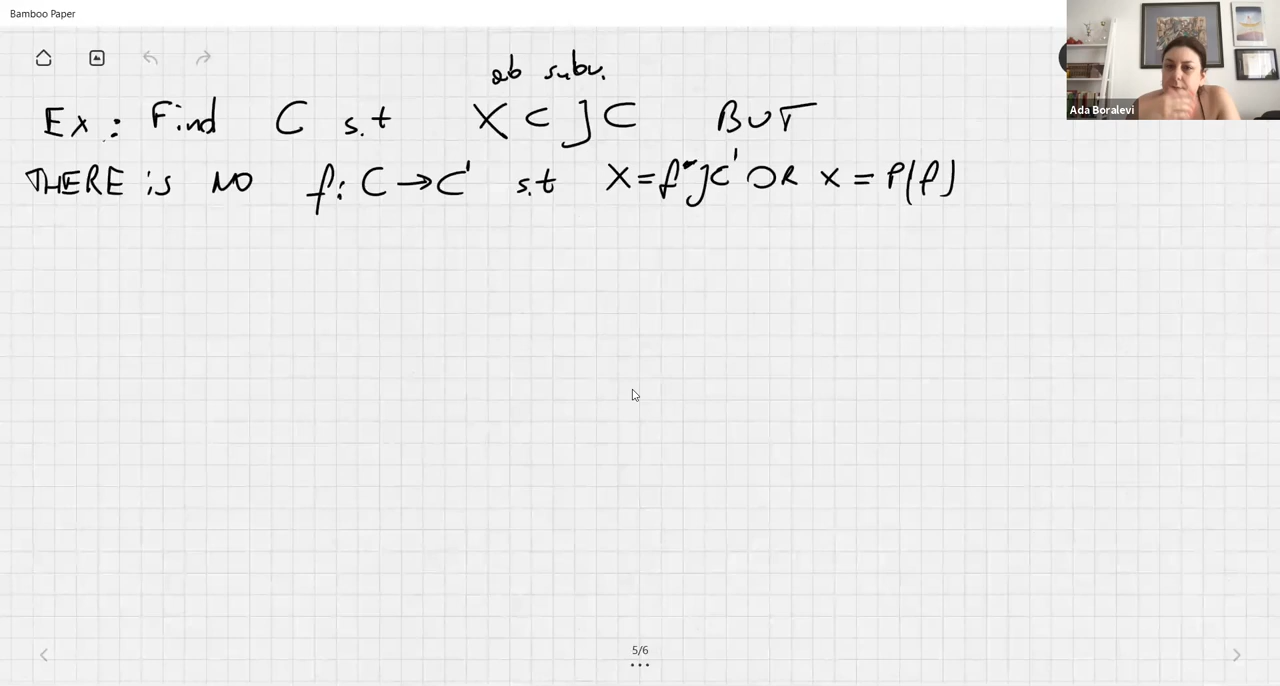 Bamboo Paper
ab subv.
Ex: Find C s.t X ⊂ JC BUT
THERE is NO f: C → C' s.t X = f*JC' OR X = P(f)
Ada Boralevi
5/6